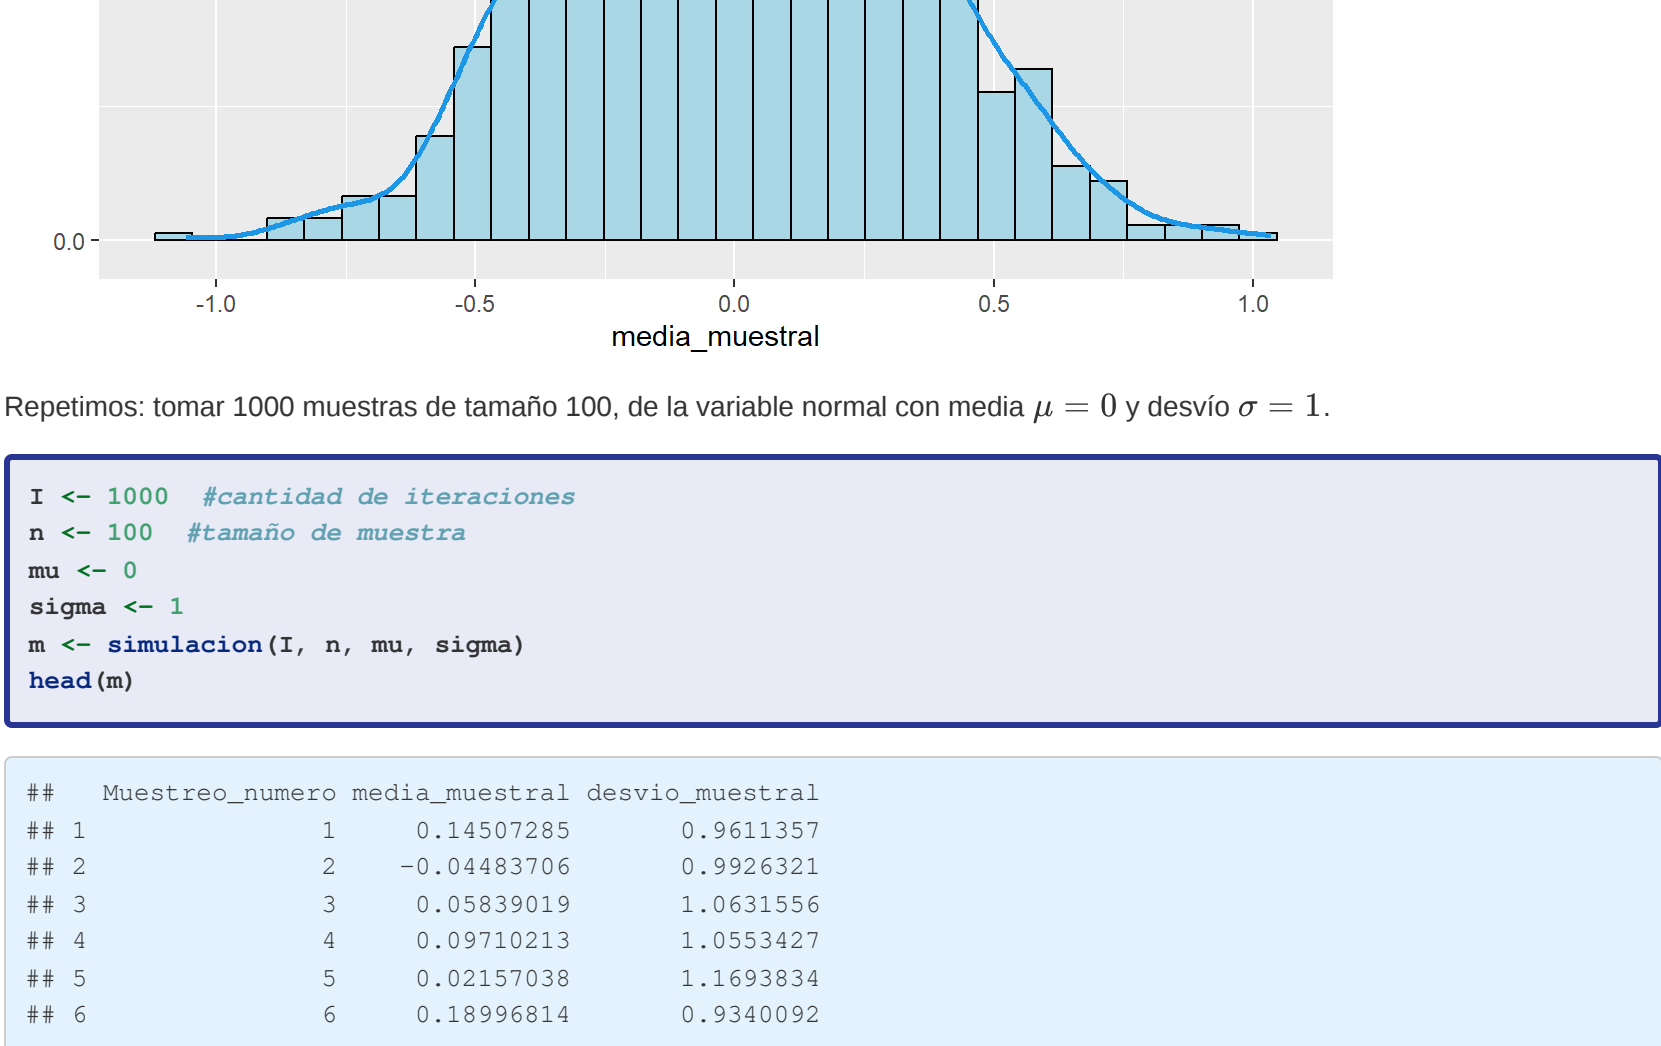 0.0
-1.0 -0.5 0.0 0.5 1.0
media_muestral
Repetimos: tomar 1000 muestras de tamaño 100, de la variable normal con media μ = 0 y desvío σ = 1.
I <- 1000  #cantidad de iteraciones
n <- 100  #tamaño de muestra
mu <- 0
sigma <- 1
m <- simulacion(I, n, mu, sigma)
head(m)
##   Muestreo_numero media_muestral desvio_muestral
## 1               1     0.14507285       0.9611357
## 2               2    -0.04483706       0.9926321
## 3               3     0.05839019       1.0631556
## 4               4     0.09710213       1.0553427
## 5               5     0.02157038       1.1693834
## 6               6     0.18996814       0.9340092